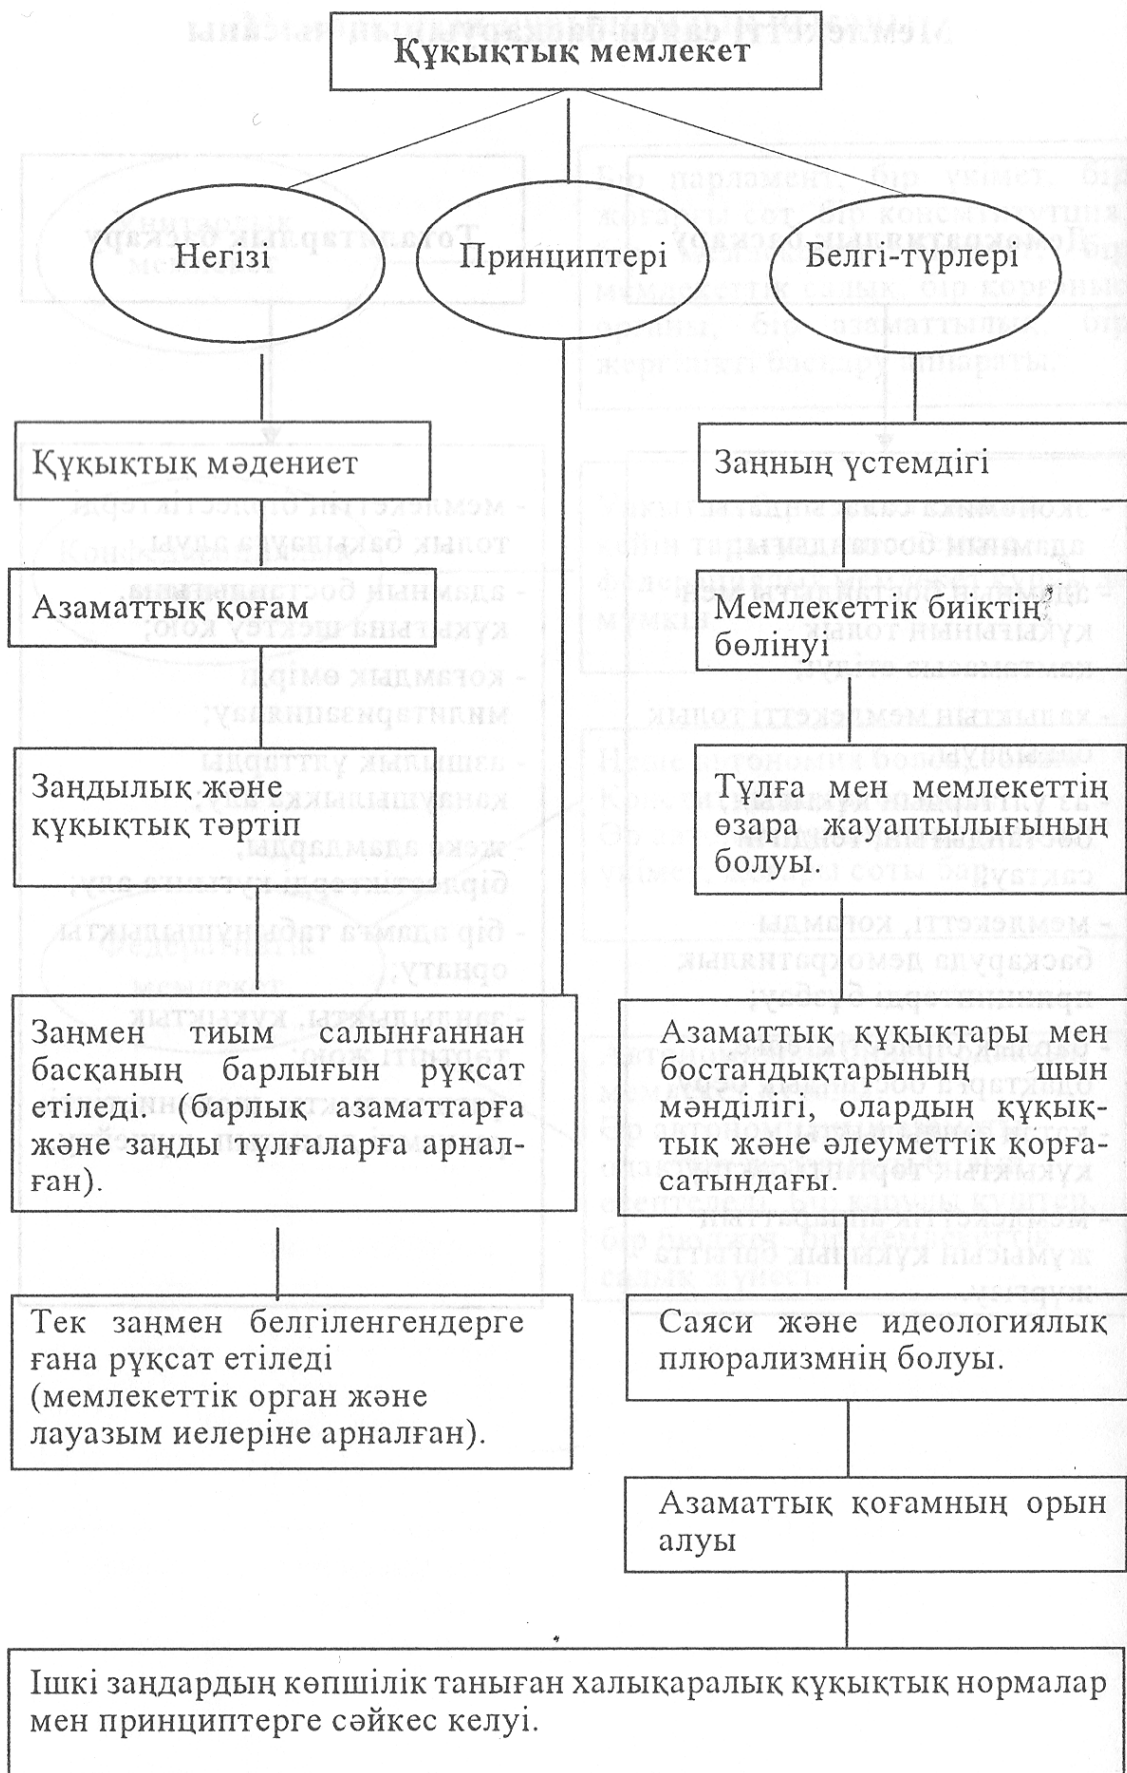 Құқықтық мемлекет
Негізі
Принциптері
Белгі-түрлері
Құқықтық мәдениет
Азаматтық қоғам
Заңдылық және
құқықтық тәртіп
Заңмен тиым салынғаннан
басқаның барлығын рұқсат
етіледі. (барлық азаматтарға
және заңды тұлғаларға арнал-
ған).
Тек заңмен белгіленгендерге
ғана рұқсат етіледі
(мемлекеттік орган және
лауазым иелеріне арналған).
Заңның үстемдігі
Мемлекеттік биіктің
бөлінуі
Тұлға мен мемлекеттің
өзара жауаптылығының
болуы.
Азаматтық құқықтары мен
бостандықтарының шын
мәнділігі, олардың құқық-
тық және әлеуметтік қорға-
сатындағы.
Саяси және идеологиялық
плюрализмнің болуы.
Азаматтық қоғамның орын
алуы
Ішкі заңдардың көпшілік таныған халықаралық құқықтық нормалар
мен принциптерге сәйкес келуі.